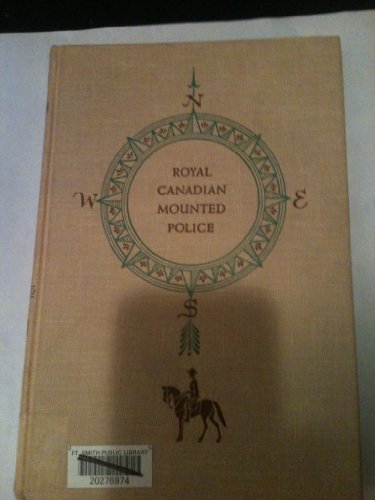 N
ROYAL
CANADIAN
MOUNTED
POLICE
W
E
S
FT. SMITH PUBLIC LIBRARY
20276974